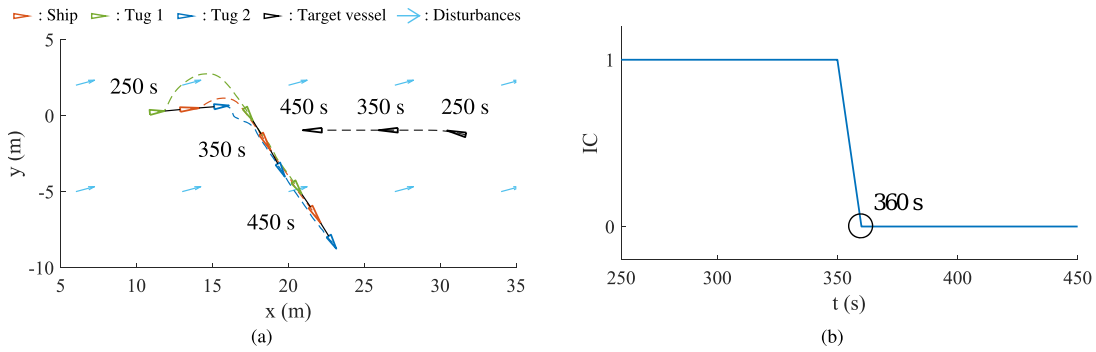 : Ship : Tug 1 : Tug 2 : Target vessel : Disturbances
5
0
-5
-10
y (m)
250 s
350 s
450 s
450 s
350 s
250 s
5 10 15 20 25 30 35
x (m)
(a)
1
0
IC
360 s
250 300 350 400 450
t (s)
(b)